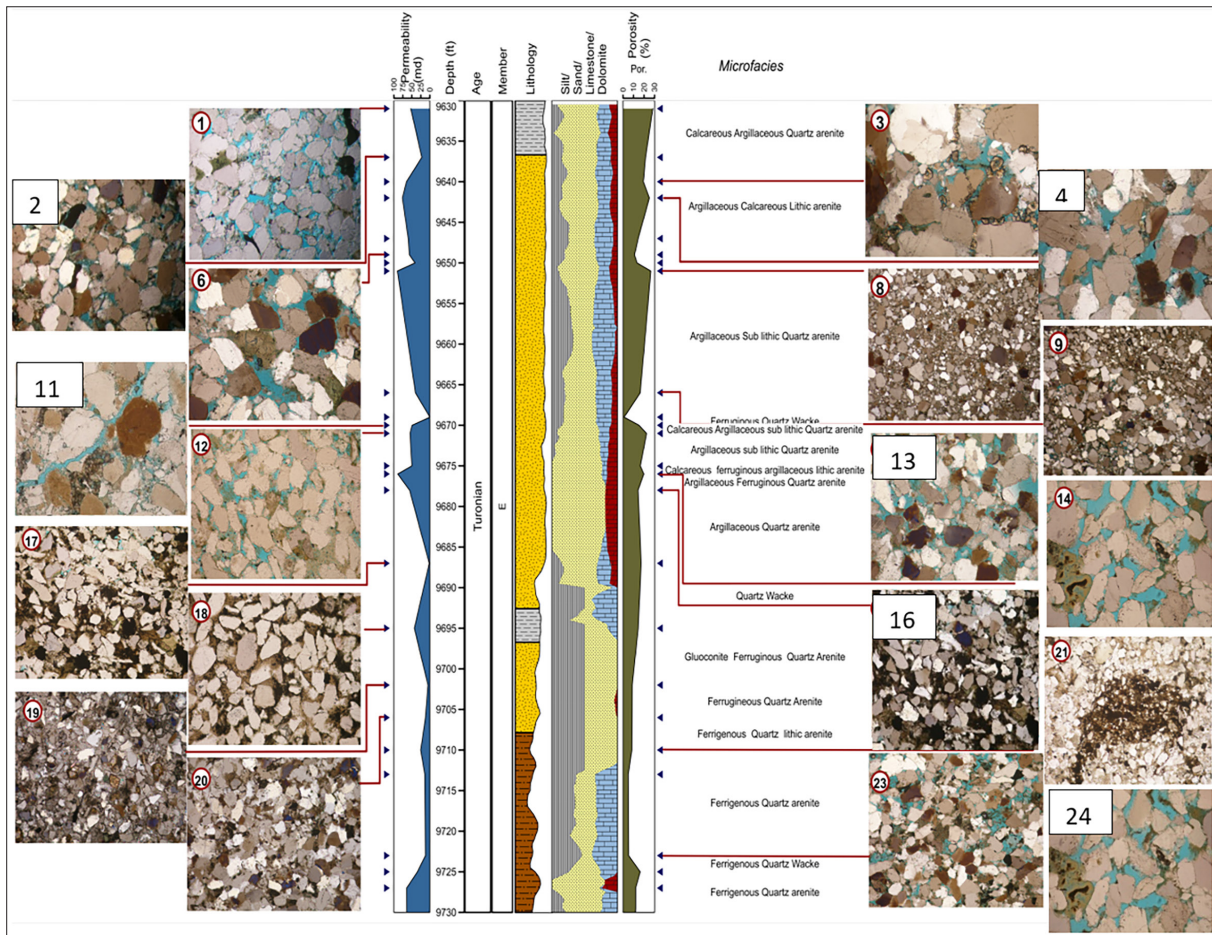 Permeability
(md)
100
75
50
25
0
Depth (ft)
Age
Member
Lithology
Silt/
Sand/
Limestone/
Dolomite
Porosity
(%)
Por.
0
10
20
30
Microfacies
9630
9635
9640
9645
9650
9655
9660
9665
9670
9675
9680
9685
9690
9695
9700
9705
9710
9715
9720
9725
9730
Turonian
E
Calcareous Argillaceous Quartz arenite
Argillaceous Calcareous Lithic arenite
Argillaceous Sub lithic Quartz arenite
Ferruginous Quartz Wacke
Calcareous Argillaceous sub lithic Quartz arenite
Argillaceous sub lithic Quartz arenite
Calcareous ferruginous argillaceous lithic arenite
Argillaceous Ferruginous Quartz arenite
Argillaceous Quartz arenite
Quartz Wacke
Gluoconite Ferruginous Quartz Arenite
Ferrugineous Quartz Arenite
Ferrigenous Quartz lithic arenite
Ferrigenous Quartz arenite
Ferrigenous Quartz Wacke
Ferrigenous Quartz arenite
1
2
6
11
12
17
18
19
20
3
4
8
9
13
14
16
21
23
24